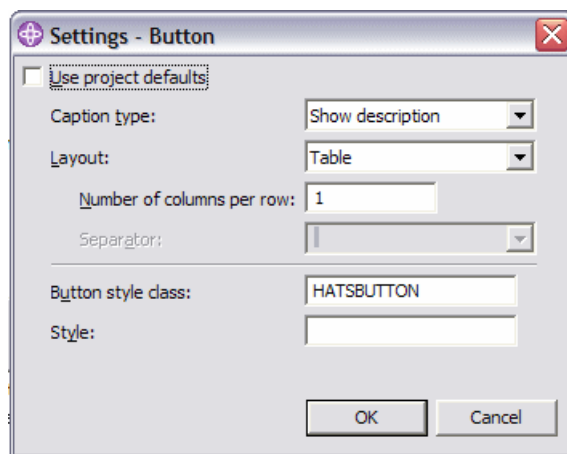 Settings - Button
Use project defaults
Caption type: Show description
Layout: Table
Number of columns per row: 1
Separator: |
Button style class: HATSBUTTON
Style:
OK Cancel